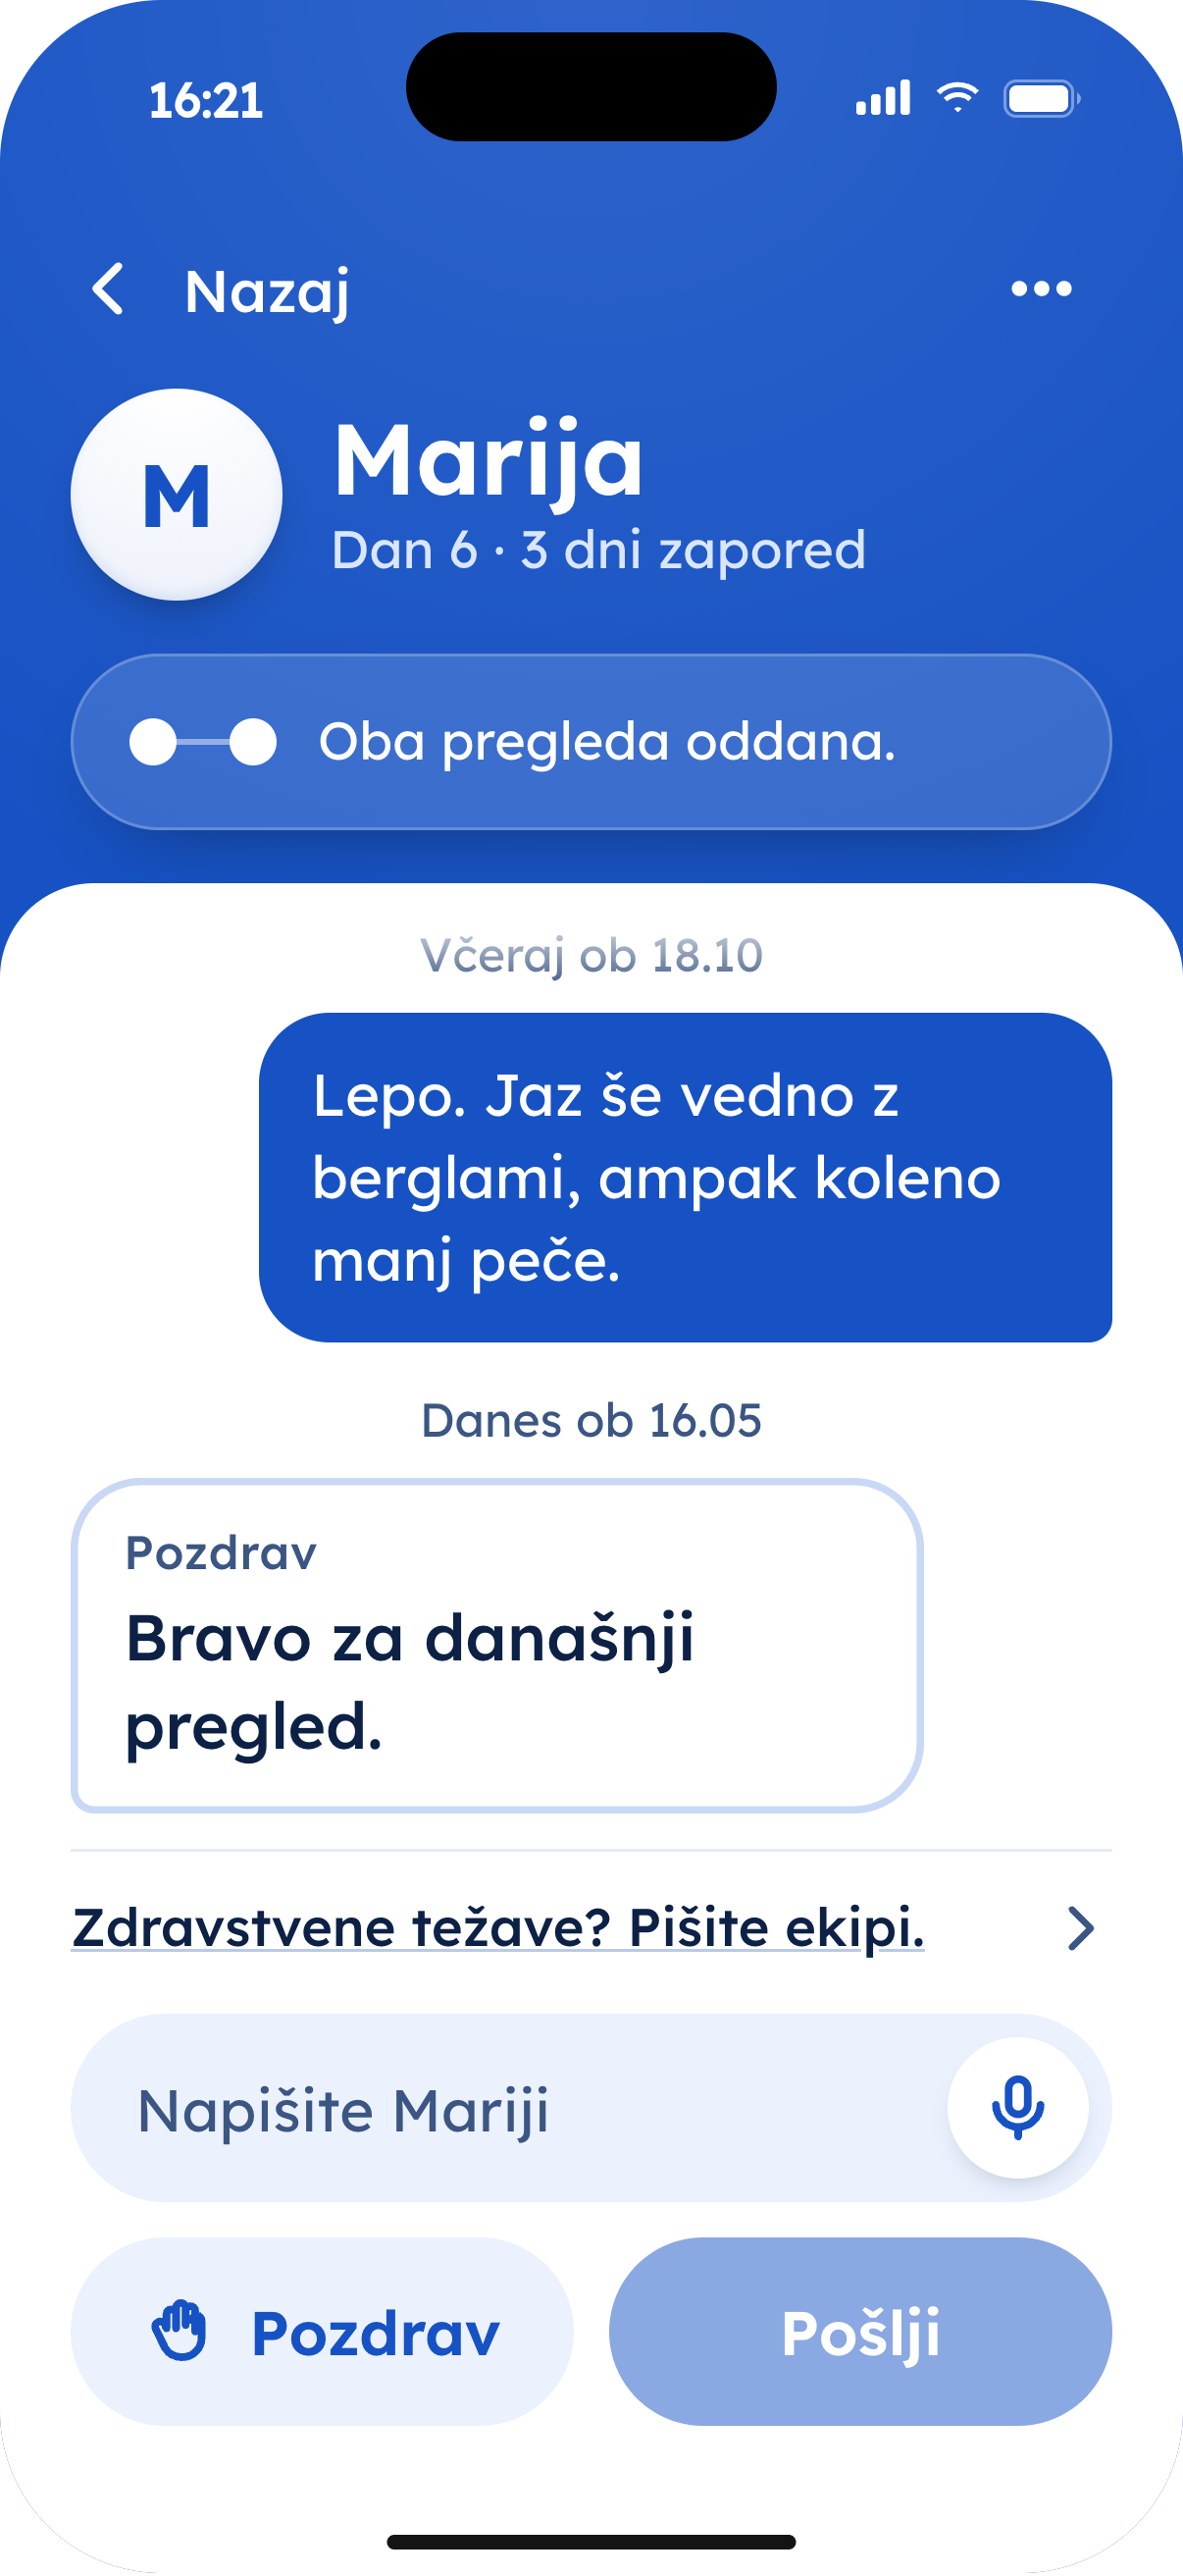 16:21
Nazaj
M
Marija
Dan 6 · 3 dni zapored
Oba pregleda oddana.
Včeraj ob 18.10
Lepo. Jaz še vedno z
berglami, ampak koleno
manj peče.
Danes ob 16.05
Pozdrav
Bravo za današnji
pregled.
Zdravstvene težave? Pišite ekipi.
Napišite Mariji
Pozdrav
Pošlji